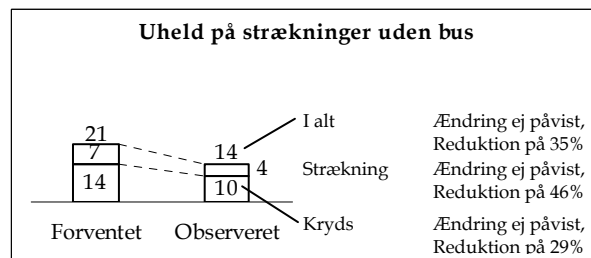 Uheld på strækninger uden bus
21
7
14
14
4
10
Forventet
Observeret
I alt
Ændring ej påvist,
Reduktion på 35%
Strækning
Ændring ej påvist,
Reduktion på 46%
Kryds
Ændring ej påvist,
Reduktion på 29%